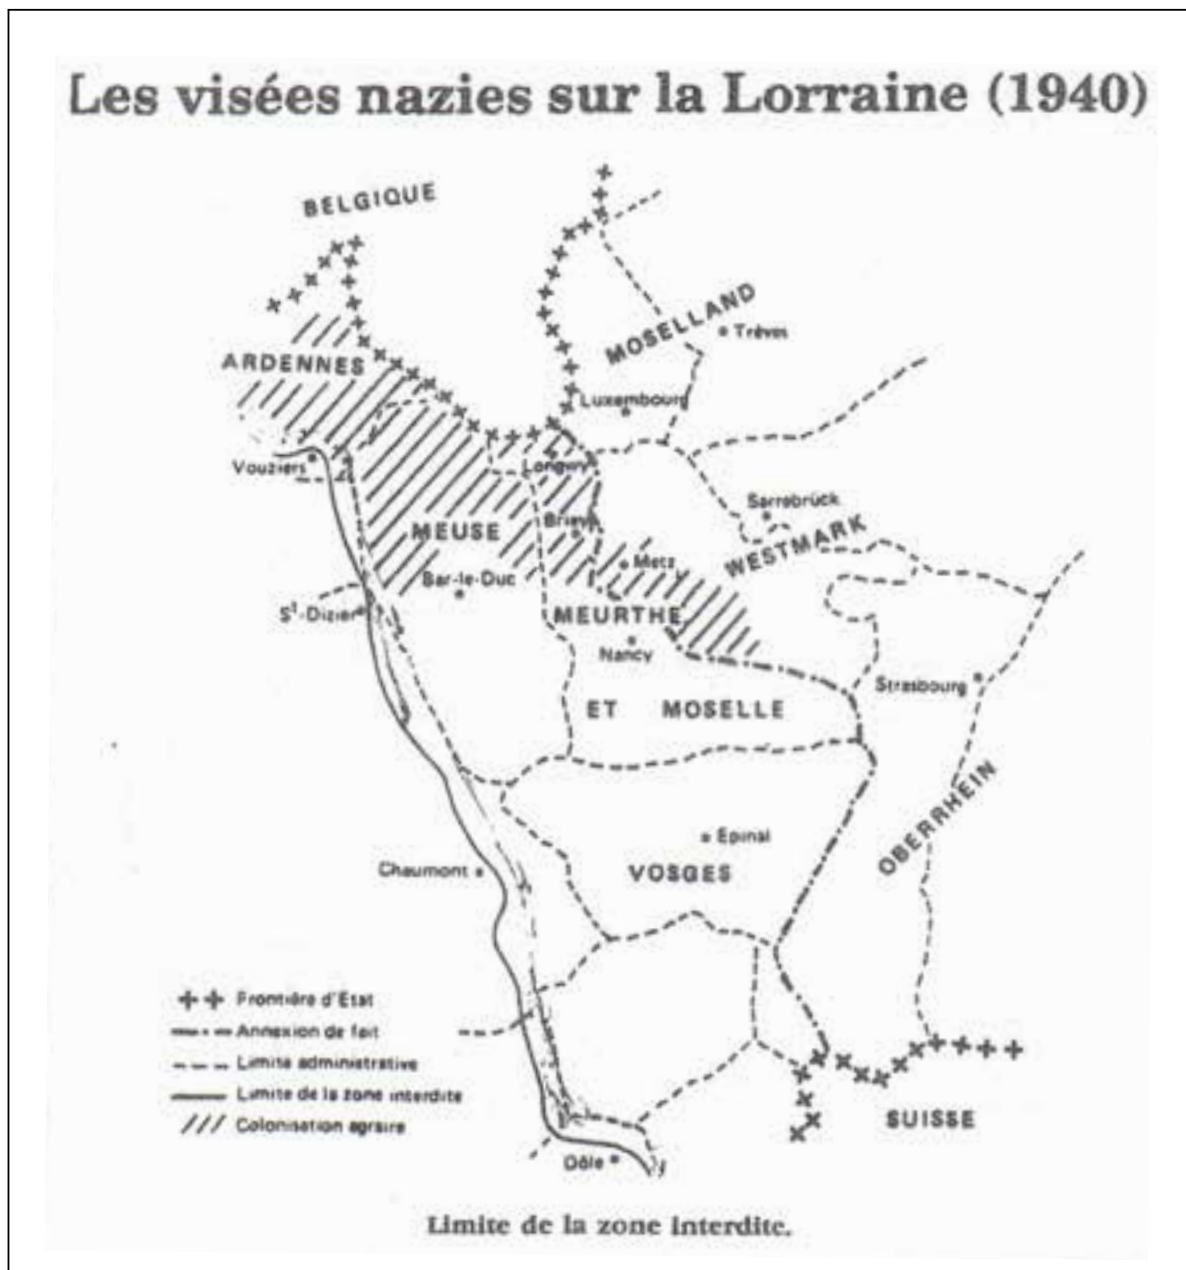 Les visées nazies sur la Lorraine (1940)
BELGIQUE
MOSELLAND
Trèves
ARDENNES
Luxembourg
Vouziers
Longwy
Sarrebrück
MEUSE
Briey
WESTMARK
Metz
Bar-le-Duc
St-Dizier
MEURTHE
Nancy
Strasbourg
ET MOSELLE
OBERRHEIN
Epinal
Chaumont
VOSGES
Frontière d'Etat
Annexion de fait
Limite administrative
Limite de la zone interdite
Colonisation agraire
SUISSE
Dôle
Limite de la zone interdite.